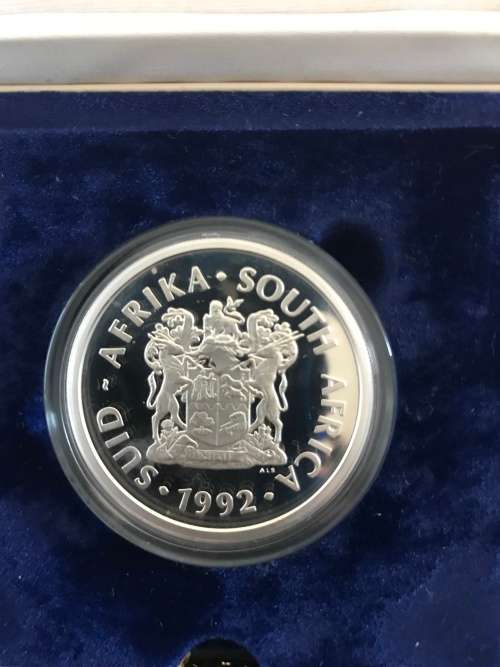 SUID ~ AFRIKA · SOUTH AFRICA
· 1992 ·
ALS